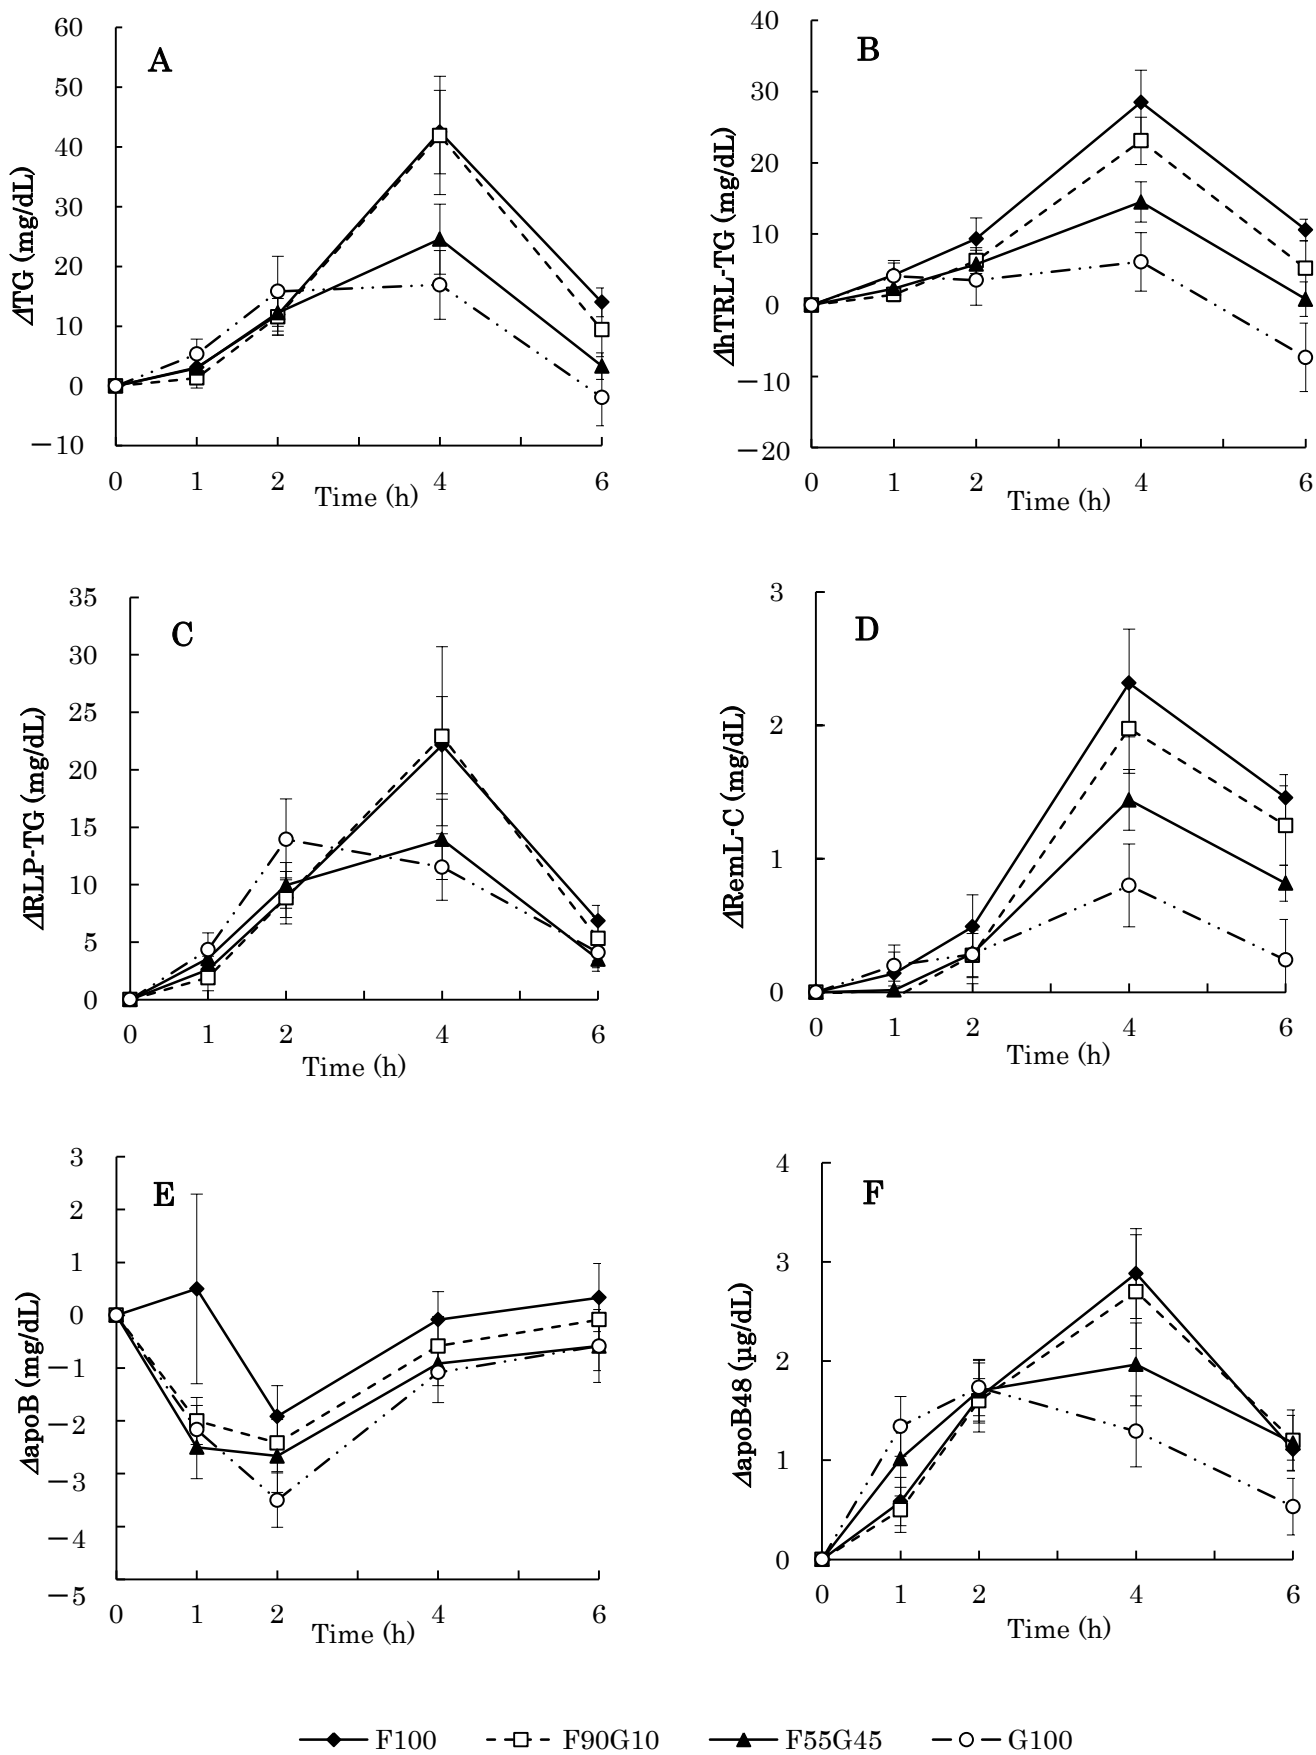 A
ΔTG (mg/dL)
60
50
40
30
20
10
0
−10
0 1 2 4 6
Time (h)
B
ΔhTRL-TG (mg/dL)
40
30
20
10
0
−10
−20
0 1 2 4 6
Time (h)
C
ΔRLP-TG (mg/dL)
35
30
25
20
15
10
5
0
0 1 2 4 6
Time (h)
D
ΔRemL-C (mg/dL)
3
2
1
0
0 1 2 4 6
Time (h)
E
ΔapoB (mg/dL)
3
2
1
0
−1
−2
−3
−4
−5
0 1 2 4 6
Time (h)
F
ΔapoB48 (µg/dL)
4
3
2
1
0
0 1 2 4 6
Time (h)
F100 F90G10 F55G45 G100